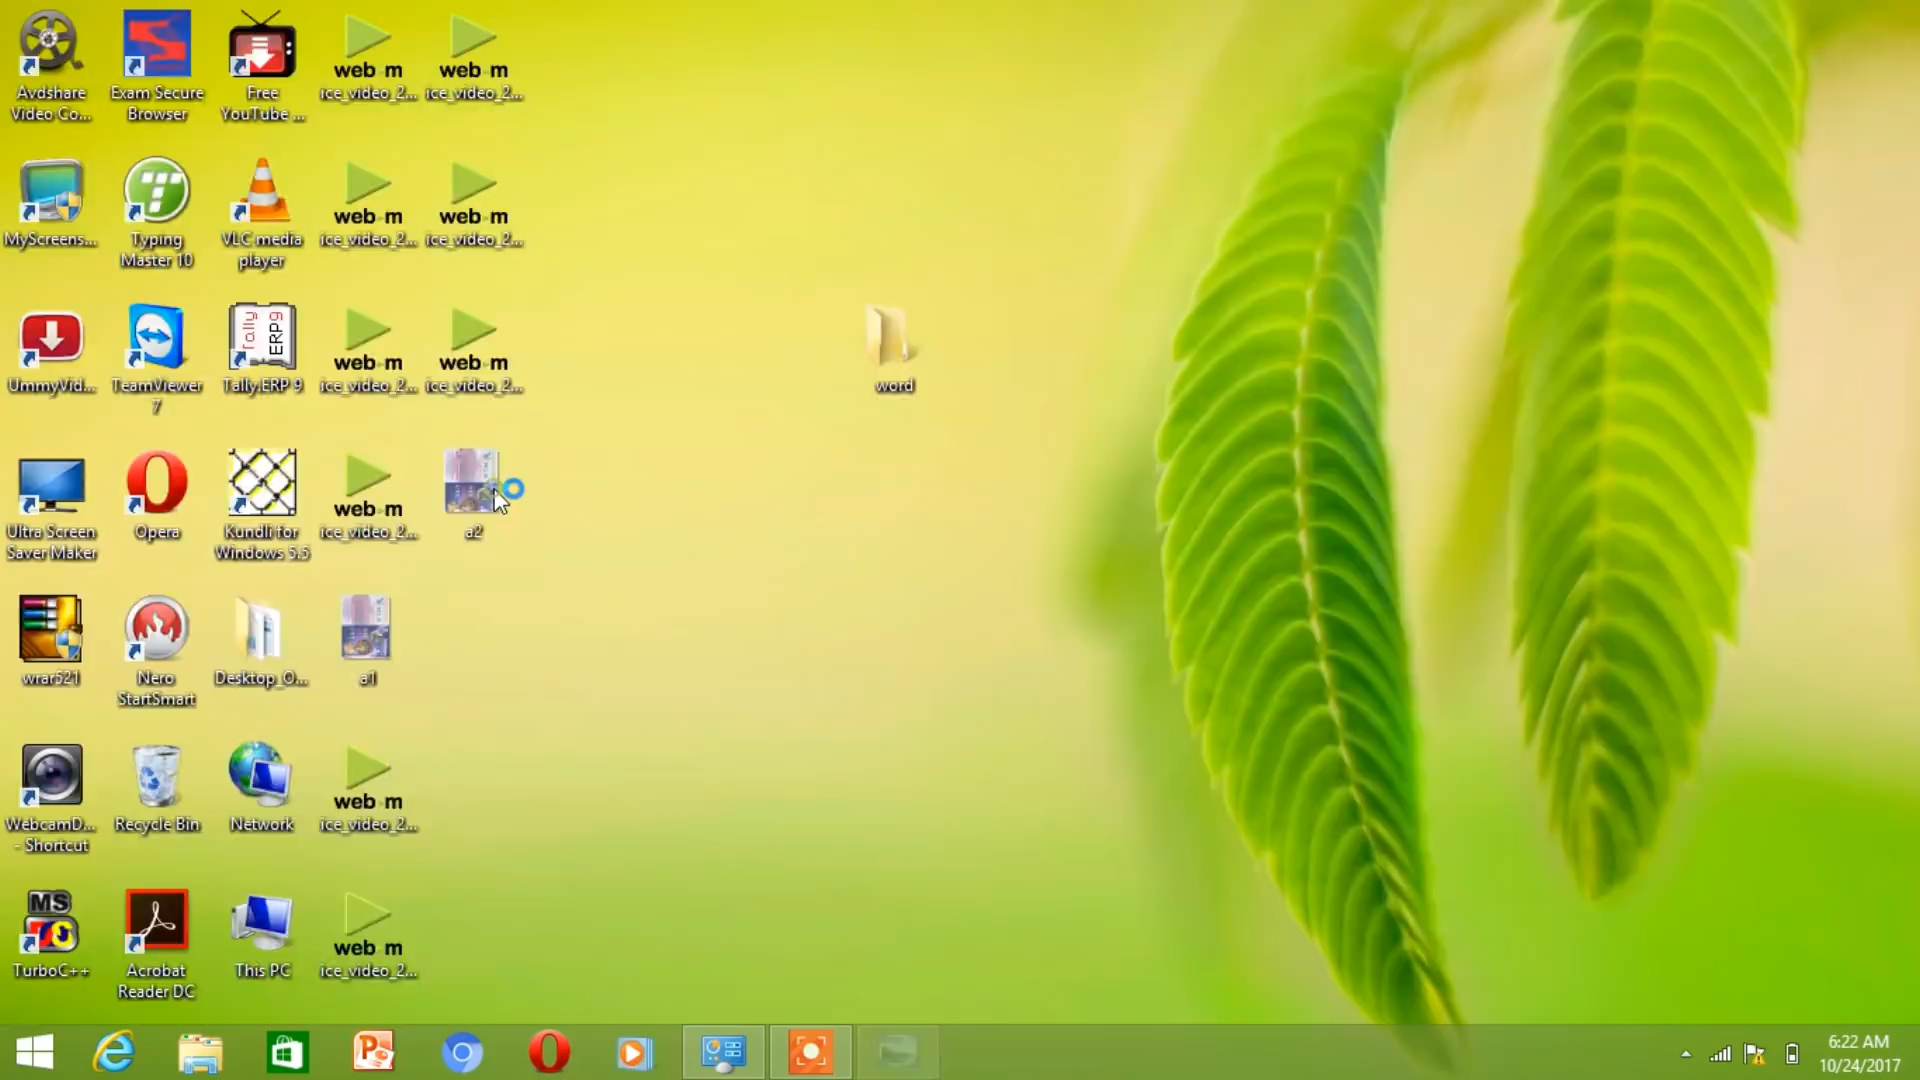 Avdshare
Video Co...
Exam Secure
Browser
Free
YouTube ...
web m
ice_video_2...
web m
ice_video_2...
MyScreens...
Typing
Master 10
VLC media
player
web m
ice_video_2...
web m
ice_video_2...
UmmyVid...
TeamViewer
7
Tally
ERP9
Tally.ERP 9
web m
ice_video_2...
web m
ice_video_2...
word
Ultra Screen
Saver Maker
Opera
Kundli for
Windows 5.5
web m
ice_video_2...
a2
wrar521
Nero
StartSmart
Desktop_O...
a1
WebcamD...
- Shortcut
Recycle Bin
Network
web m
ice_video_2...
MS
TurboC++
Acrobat
Reader DC
This PC
web m
ice_video_2...
6:22 AM
10/24/2017